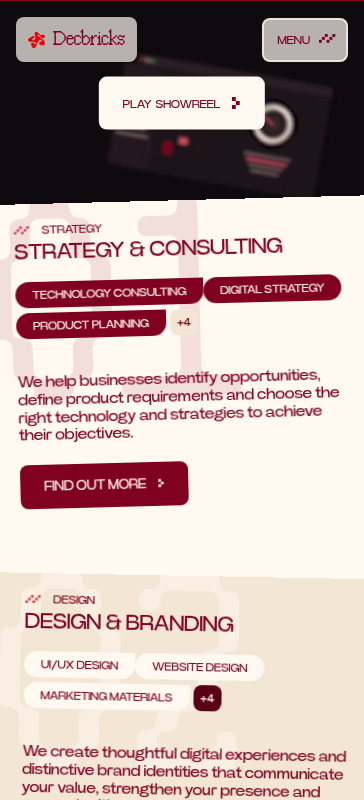 Decbricks
MENU
PLAY SHOWREEL
01
STRATEGY
STRATEGY & CONSULTING
TECHNOLOGY CONSULTING
DIGITAL STRATEGY
PRODUCT PLANNING
+4
We help businesses identify opportunities,
define product requirements and choose the
right technology and strategies to achieve
their objectives.
FIND OUT MORE
02
DESIGN
DESIGN & BRANDING
UI/UX DESIGN
WEBSITE DESIGN
MARKETING MATERIALS
+4
We create thoughtful digital experiences and
distinctive brand identities that communicate
your value, strengthen your presence and